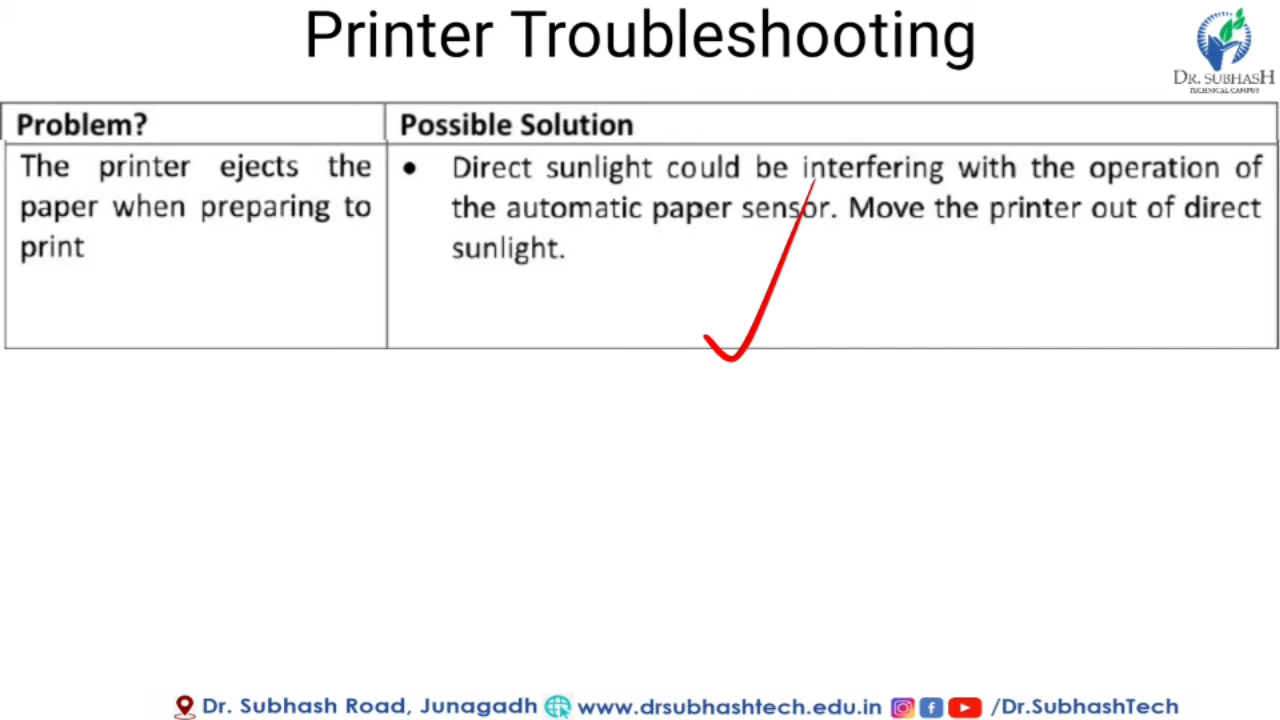 Printer Troubleshooting
DR. SUBHASH
TECHNICAL CAMPUS
Problem?
Possible Solution
The printer ejects the
paper when preparing to
print
• Direct sunlight could be interfering with the operation of
the automatic paper sensor. Move the printer out of direct
sunlight.
Dr. Subhash Road, Junagadh www.drsubhashtech.edu.in /Dr.SubhashTech